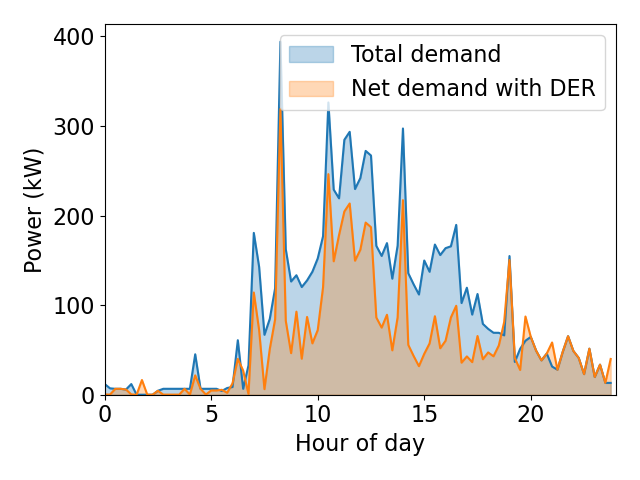 Total demand
Net demand with DER
400
300
200
100
0
Power (kW)
0 5 10 15 20
Hour of day